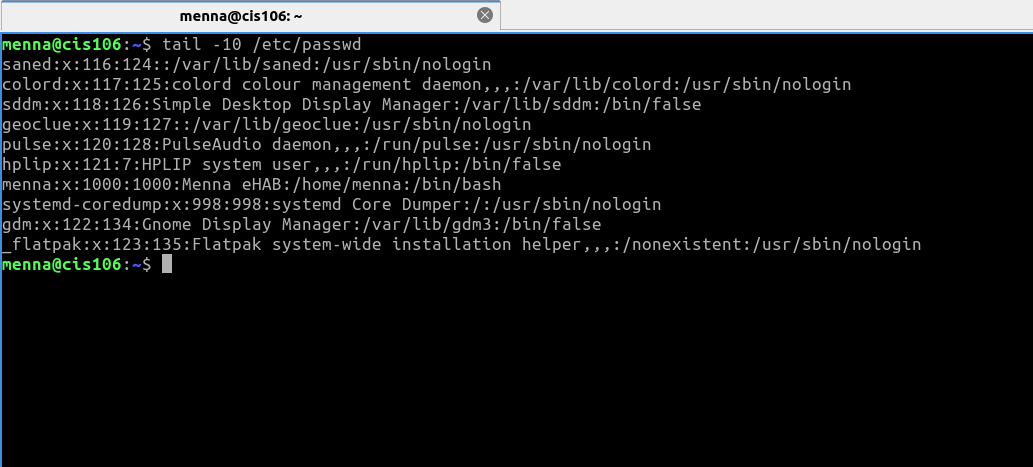 menna@cis106: ~
menna@cis106:~$ tail -10 /etc/passwd
saned:x:116:124::/var/lib/saned:/usr/sbin/nologin
colord:x:117:125:colord colour management daemon,,,:/var/lib/colord:/usr/sbin/nologin
sddm:x:118:126:Simple Desktop Display Manager:/var/lib/sddm:/bin/false
geoclue:x:119:127::/var/lib/geoclue:/usr/sbin/nologin
pulse:x:120:128:PulseAudio daemon,,,:/run/pulse:/usr/sbin/nologin
hplip:x:121:7:HPLIP system user,,,:/run/hplip:/bin/false
menna:x:1000:1000:Menna eHAB:/home/menna:/bin/bash
systemd-coredump:x:998:998:systemd Core Dumper:/:/usr/sbin/nologin
gdm:x:122:134:Gnome Display Manager:/var/lib/gdm3:/bin/false
_flatpak:x:123:135:Flatpak system-wide installation helper,,,:/nonexistent:/usr/sbin/nologin
menna@cis106:~$